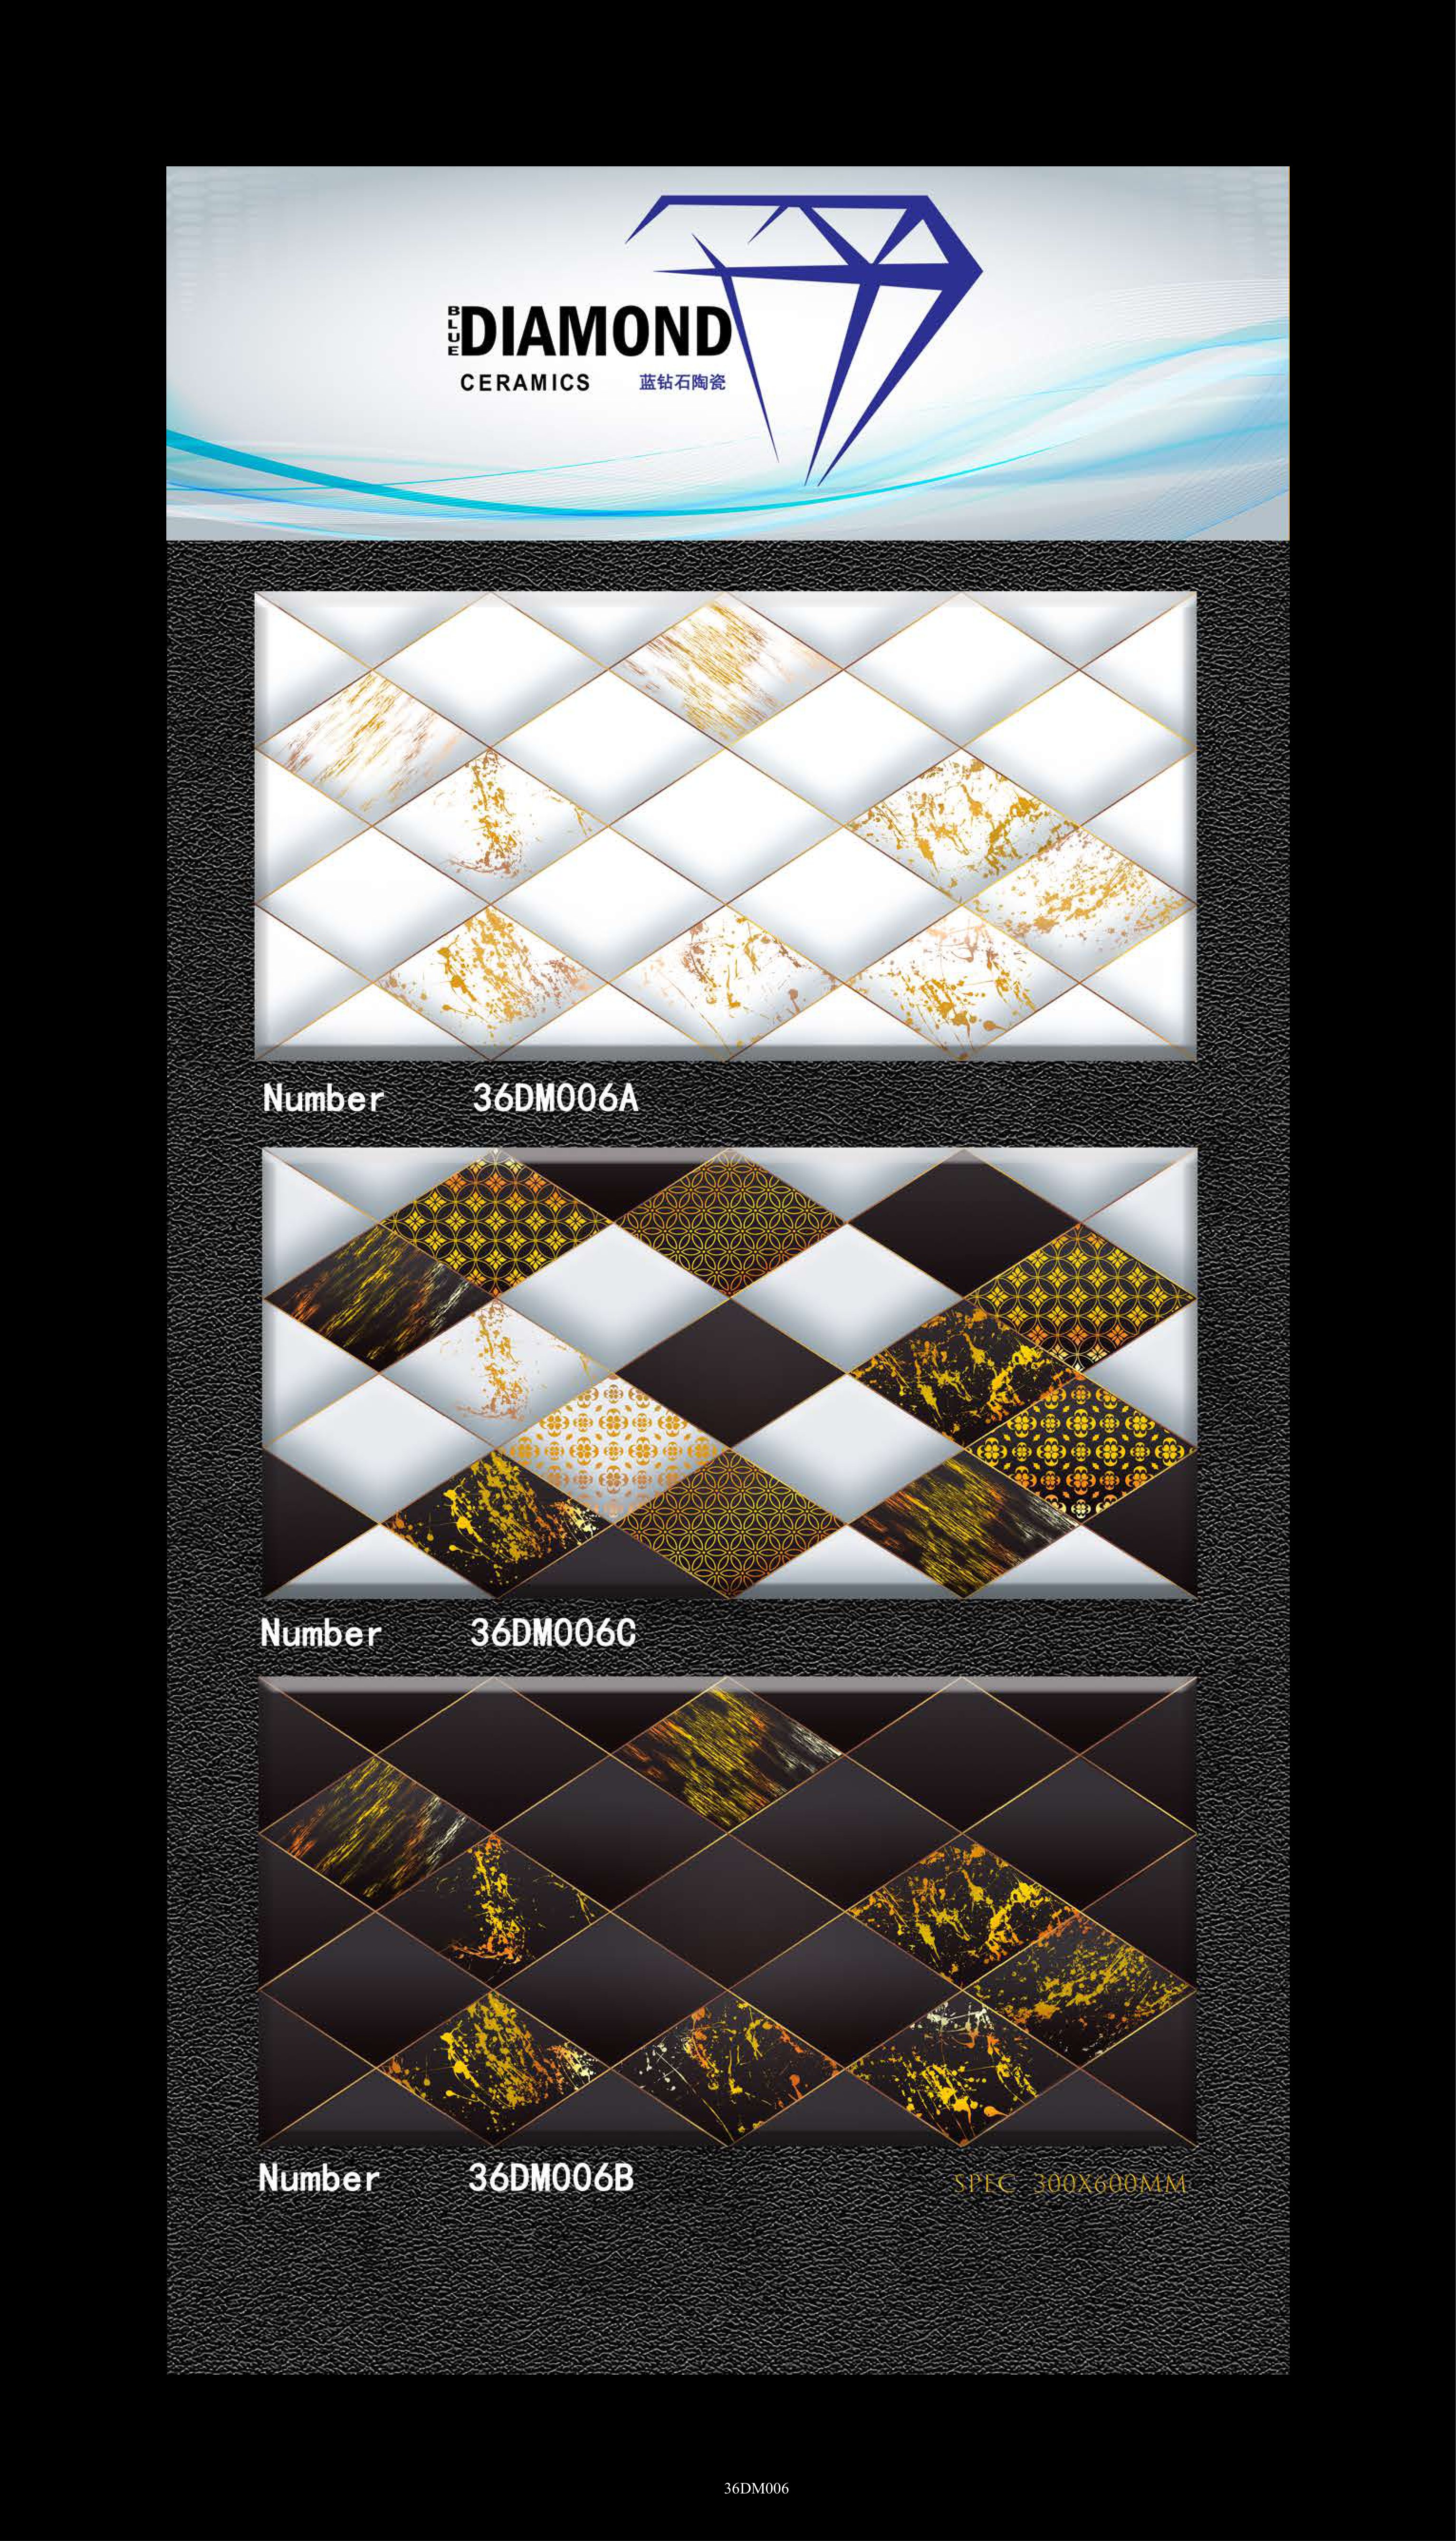 BLUE
DIAMOND
CERAMICS 蓝钻石陶瓷
Number 36DM006A
Number 36DM006C
Number 36DM006B
SPEC 300X600MM
36DM006